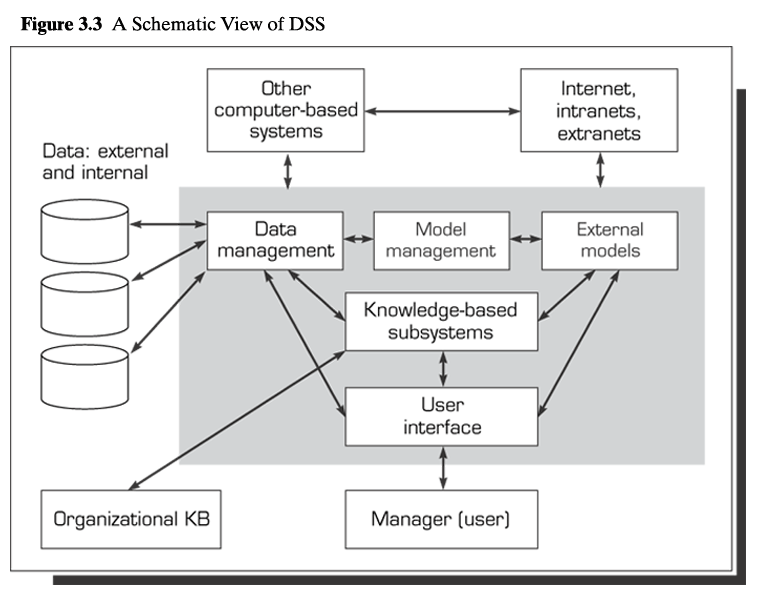 Figure 3.3 A Schematic View of DSS
Other
computer-based
systems
Internet,
intranets,
extranets
Data: external
and internal
Data
management
Model
management
External
models
Knowledge-based
subsystems
User
interface
Organizational KB
Manager (user)